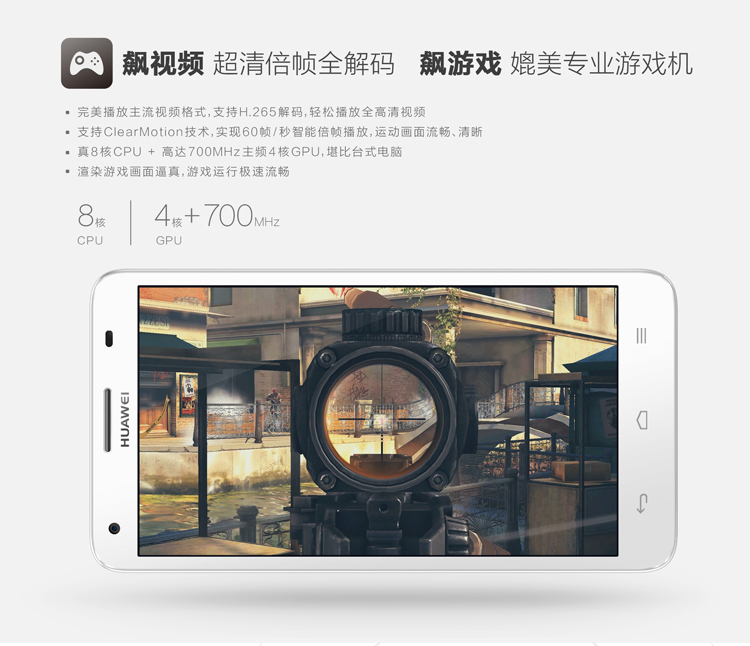 飙视频 超清倍帧全解码 飙游戏 媲美专业游戏机
完美播放主流视频格式,支持H.265解码,轻松播放全高清视频
支持ClearMotion技术,实现60帧/秒智能倍帧播放,运动画面流畅、清晰
真8核CPU + 高达700MHz主频4核GPU,堪比台式电脑
渲染游戏画面逼真,游戏运行极速流畅
8核 4核+700MHz
CPU GPU
HUAWEI